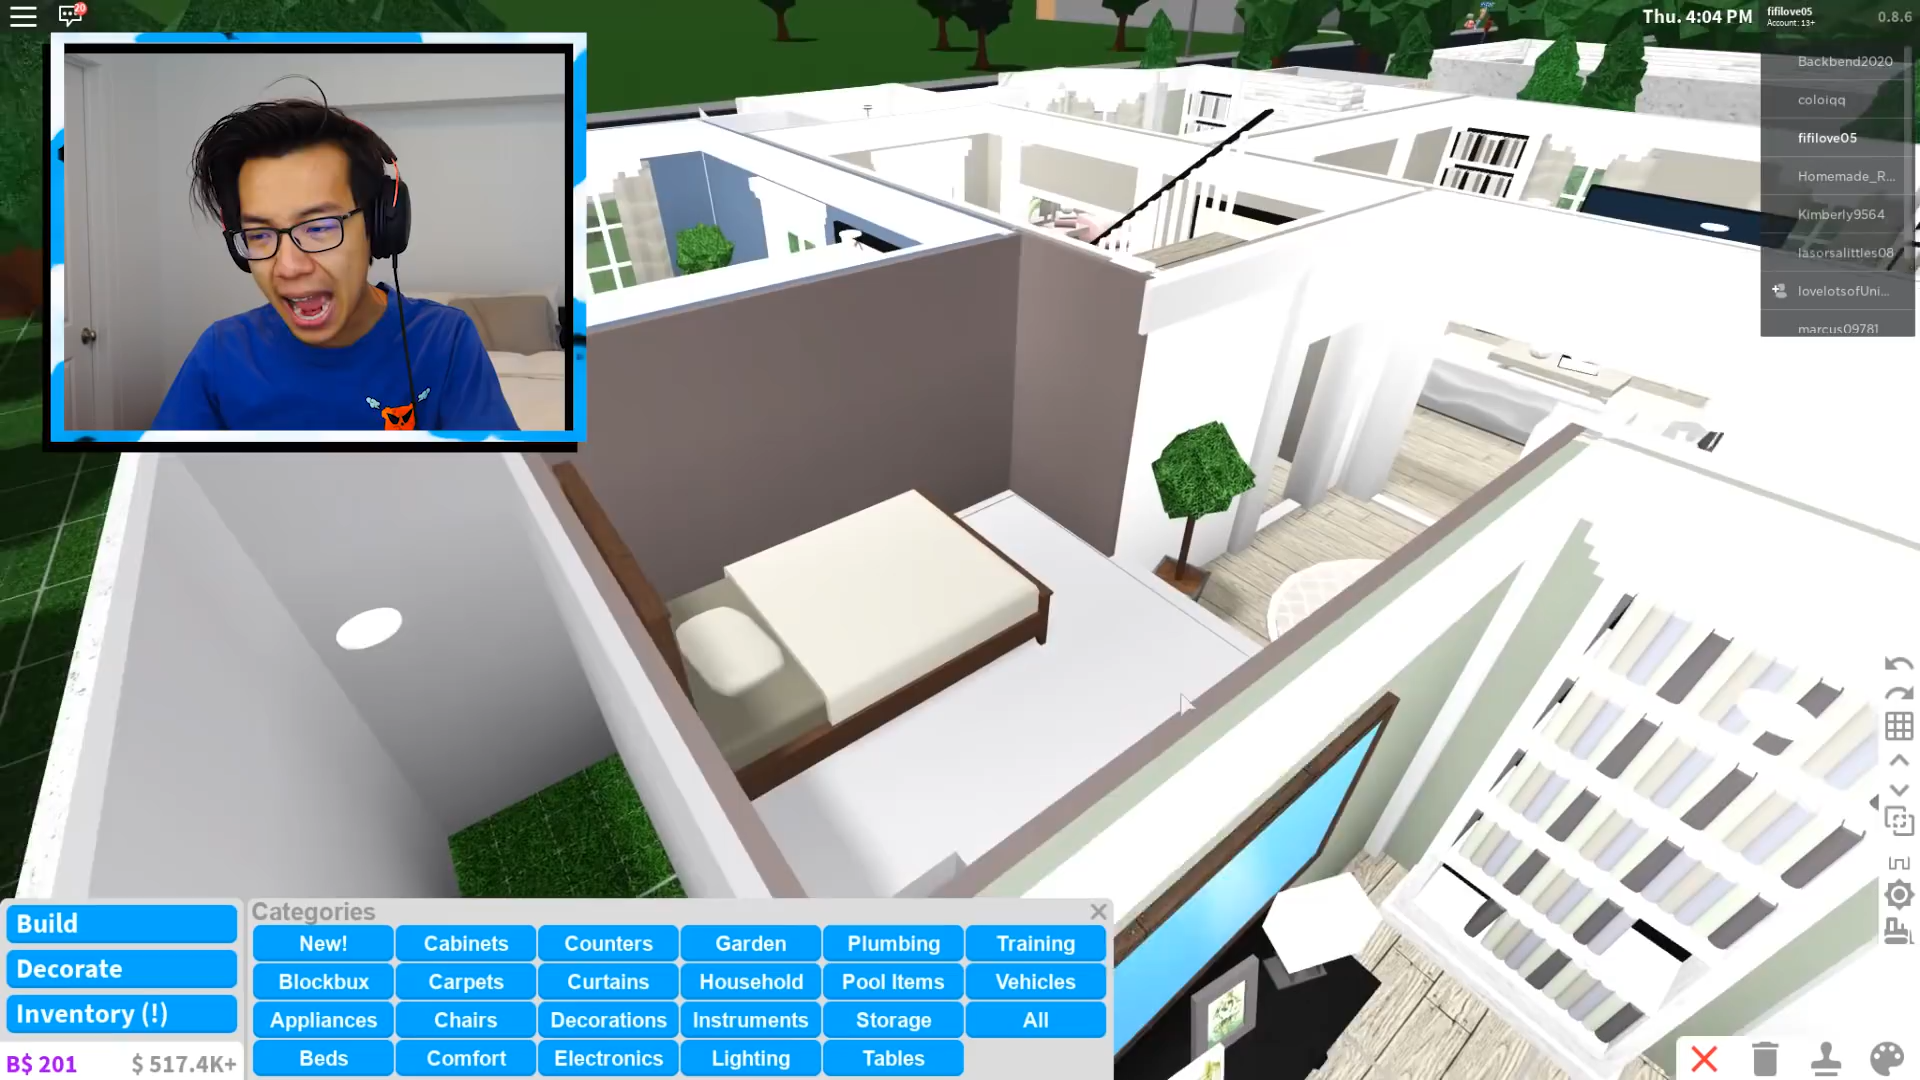 20
Thu. 4:04 PM
fifilove05
Account: 13+
0.8.6
Backbend2020
coloiqq
fifilove05
Homemade_R...
Kimberly9564
lasorsalittles08
lovelotsofUni...
marcus09781
Build
Decorate
Inventory (!)
B$ 201
$ 517.4K+
Categories
New! Cabinets Counters Garden Plumbing Training
Blockbux Carpets Curtains Household Pool Items Vehicles
Appliances Chairs Decorations Instruments Storage All
Beds Comfort Electronics Lighting Tables